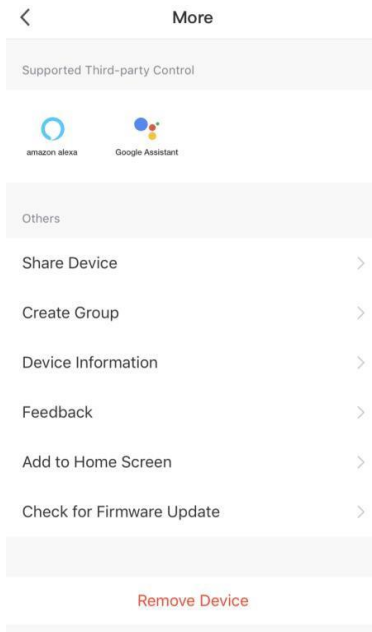 More
Supported Third-party Control
amazon alexa
Google Assistant
Others
Share Device
Create Group
Device Information
Feedback
Add to Home Screen
Check for Firmware Update
Remove Device